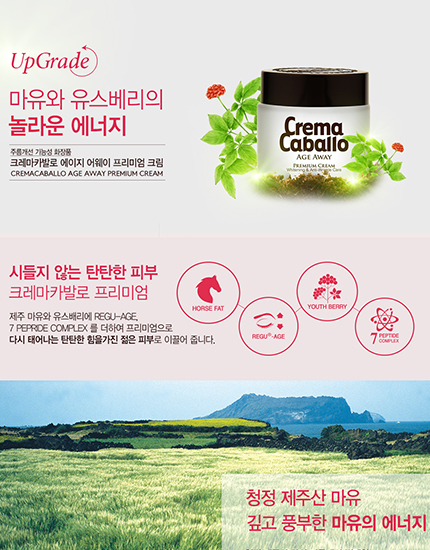 UpGrade
마유와 유스베리의
놀라운 에너지
주름개선 기능성 화장품
크레마카발로 에이지 어웨이 프리미엄 크림
CREMACABALLO AGE AWAY PREMIUM CREAM
Crema
Caballo
AGE AWAY
PREMIUM CREAM
Whitening & Anti-Wrinkle Care
시들지 않는 탄탄한 피부
크레마카발로 프리미엄
제주 마유와 유스베리에 REGU-AGE,
7 PEPRIDE COMPLEX 를 더하여 프리미엄으로
다시 태어나는 탄탄한 힘을가진 젊은 피부로 이끌어 줍니다.
HORSE FAT
REGU®-AGE
YOUTH BERRY
7 PEPTIDE
COMPLEX
청정 제주산 마유
깊고 풍부한 마유의 에너지